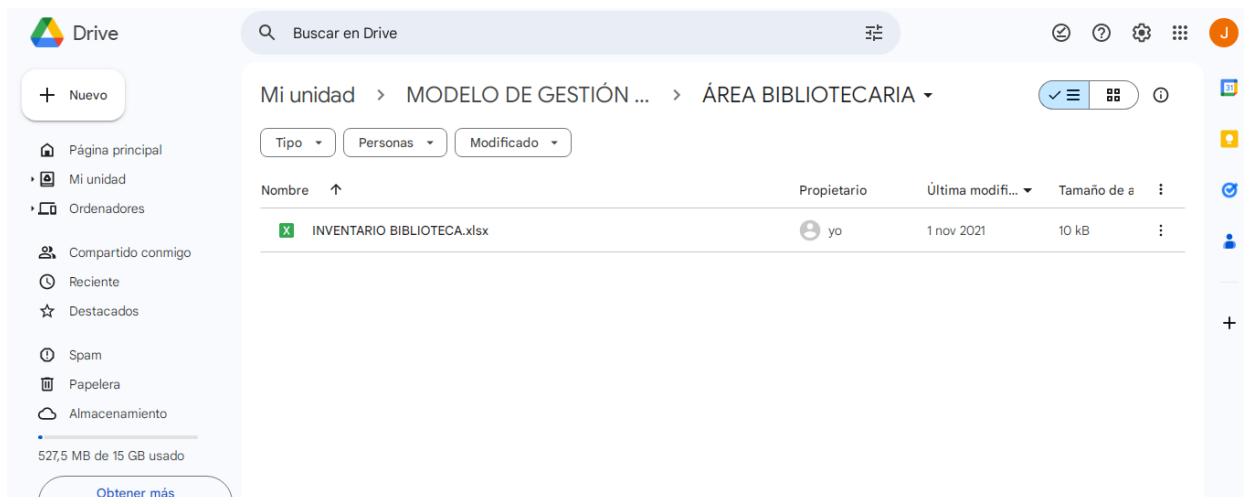 Drive
Buscar en Drive
J
Nuevo
Mi unidad > MODELO DE GESTIÓN ... > ÁREA BIBLIOTECARIA
31
Tipo Personas Modificado
Página principal
Mi unidad
Ordenadores
Nombre Propietario Última modifi... Tamaño de a
X INVENTARIO BIBLIOTECA.xlsx yo 1 nov 2021 10 kB
Compartido conmigo
Reciente
Destacados
Spam
Papelera
Almacenamiento
527,5 MB de 15 GB usado
Obtener más